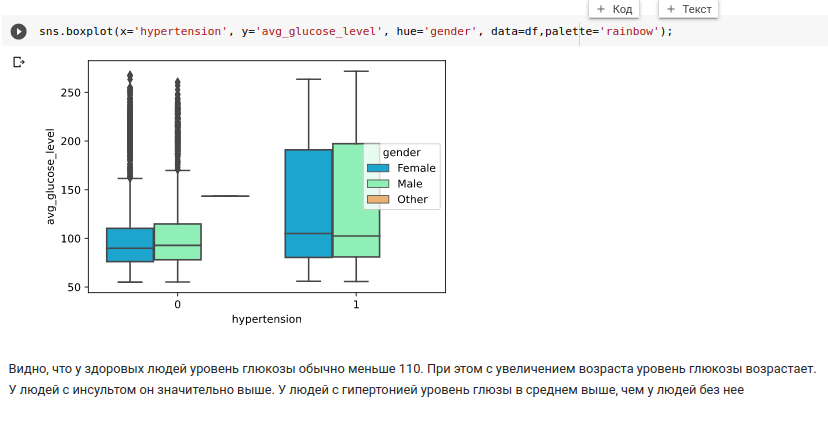 + Код + Текст
sns.boxplot(x='hypertension', y='avg_glucose_level', hue='gender', data=df,palette='rainbow');
250
200
150
100
50
avg_glucose_level
gender
Female
Male
Other
0 1
hypertension
Видно, что у здоровых людей уровень глюкозы обычно меньше 110. При этом с увеличением возраста уровень глюкозы возрастает.
У людей с инсультом он значительно выше. У людей с гипертонией уровень глюзы в среднем выше, чем у людей без нее